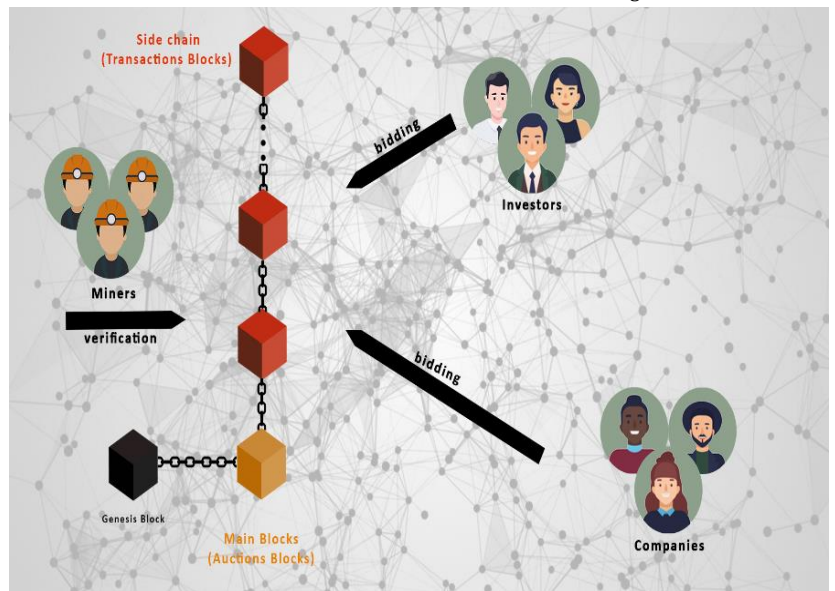 Side chain
(Transactions Blocks)
bidding
Investors
Miners
verification
bidding
Genesis Block
Main Blocks
(Auctions Blocks)
Companies